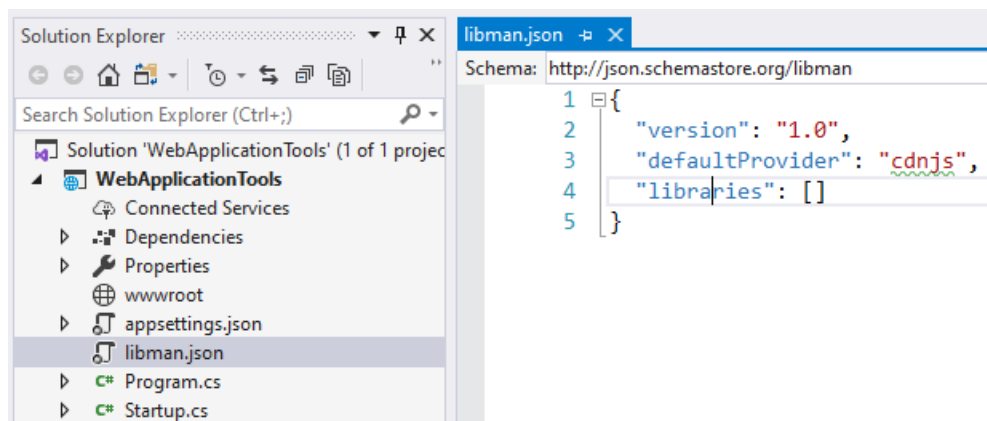 Solution Explorer
Search Solution Explorer (Ctrl+;)
Solution 'WebApplicationTools' (1 of 1 projec
WebApplicationTools
Connected Services
Dependencies
Properties
wwwroot
appsettings.json
libman.json
C# Program.cs
C# Startup.cs
libman.json
Schema: http://json.schemastore.org/libman
1 {
2 "version": "1.0",
3 "defaultProvider": "cdnjs",
4 "libraries": []
5 }